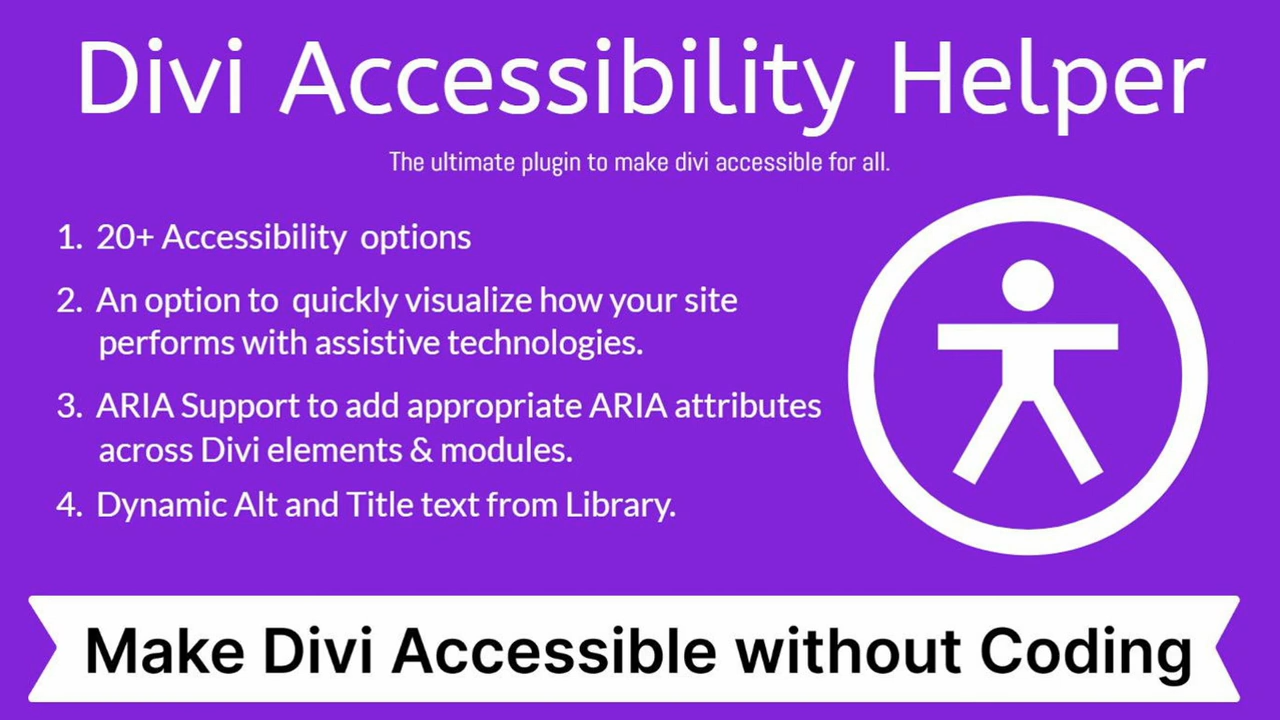 Divi Accessibility Helper
The ultimate plugin to make divi accessible for all.
1. 20+ Accessibility options
2. An option to quickly visualize how your site
performs with assistive technologies.
3. ARIA Support to add appropriate ARIA attributes
across Divi elements & modules.
4. Dynamic Alt and Title text from Library.
Make Divi Accessible without Coding